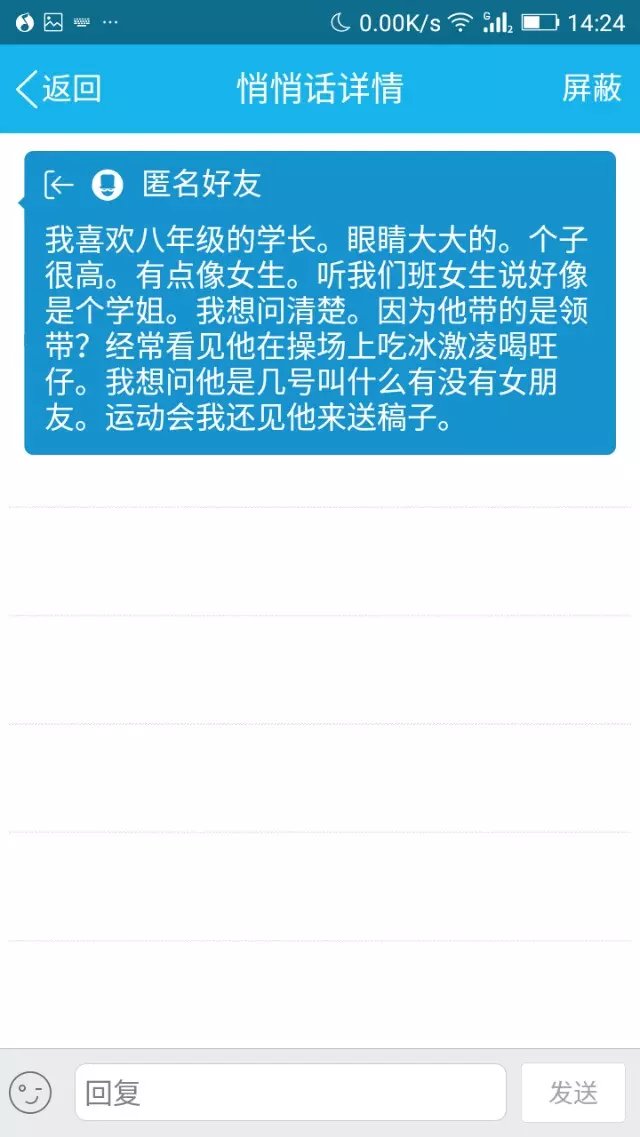 0.00K/s G 2 14:24
返回 悄悄话详情 屏蔽
匿名好友
我喜欢八年级的学长。眼睛大大的。个子
很高。有点像女生。听我们班女生说好像
是个学姐。我想问清楚。因为他带的是领
带？经常看见他在操场上吃冰激凌喝旺
仔。我想问他是几号叫什么有没有女朋
友。运动会我还见他来送稿子。
回复 发送